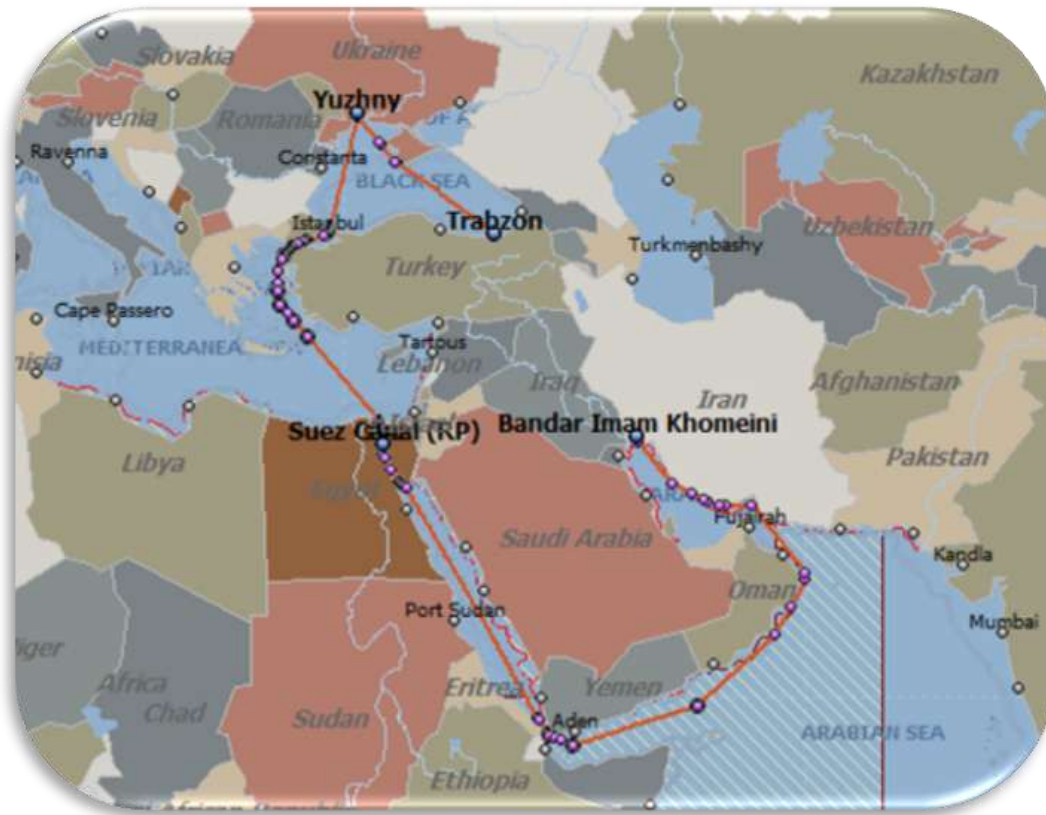 Slovakia
Ukraine
Kazakhstan
Yuzhny
Slovenia
Romania
Ravenna
Constanta
BLACK SEA
Istanbul
Trabzon
Uzbekistan
Turkmenbashy
Turkey
Cape Passero
MEDITERRANEA
Tartous
Lebanon
Iraq
Iran
Afghanistan
Suez Canal (RP)
Bandar Imam Khomeini
Libya
Egypt
Pakistan
Fujairah
Saudi Arabia
Kandla
Oman
Port Sudan
Mumbai
Africa
Eritrea
Yemen
Chad
Sudan
Aden
ARABIAN SEA
Ethiopia